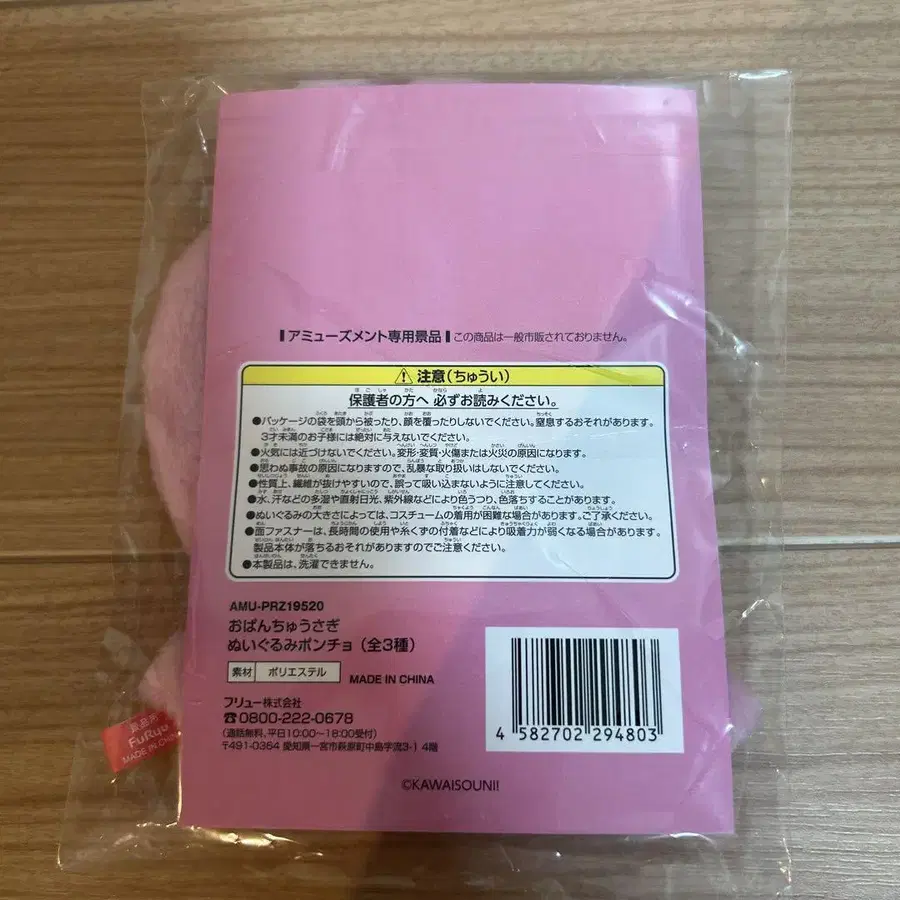 アミューズメント専用景品 この商品は一般市販されておりません。
⚠ 注意(ちゅうい)
保護者の方へ 必ずお読みください。
●パッケージの袋を頭から被ったり、顔を覆ったりしないでください。窒息するおそれがあります。
3才未満のお子様には絶対に与えないでください。
●火気には近づけないでください。変形・変質・火傷または火災の原因になります。
●思わぬ事故の原因になりますので、乱暴な取り扱いはしないでください。
●性質上、繊維が抜けやすいので、誤って吸い込まないように注意してください。
●水、汗などの多湿や直射日光、紫外線などにより色うつり、色落ちすることがあります。
●ぬいぐるみの大きさによっては、コスチュームの着用が困難な場合があります。ご了承ください。
●面ファスナーは、長時間の使用や糸くずの付着などにより吸着力が弱くなる場合があります。
製品本体が落ちるおそれがありますのでご注意ください。
●本製品は、洗濯できません。
AMU-PRZ19520
おぱんちゅうさぎ
ぬいぐるみポンチョ(全3種)
素材 ポリエステル MADE IN CHINA
フリュー株式会社
☎0800-222-0678
(通話無料、平日10:00~18:00受付)
〒491-0364 愛知県一宮市萩原町中島字流3-1 4階
4 582702 294803
©KAWAISOUNI!
景品用
FuRyu
MADE IN CHINA